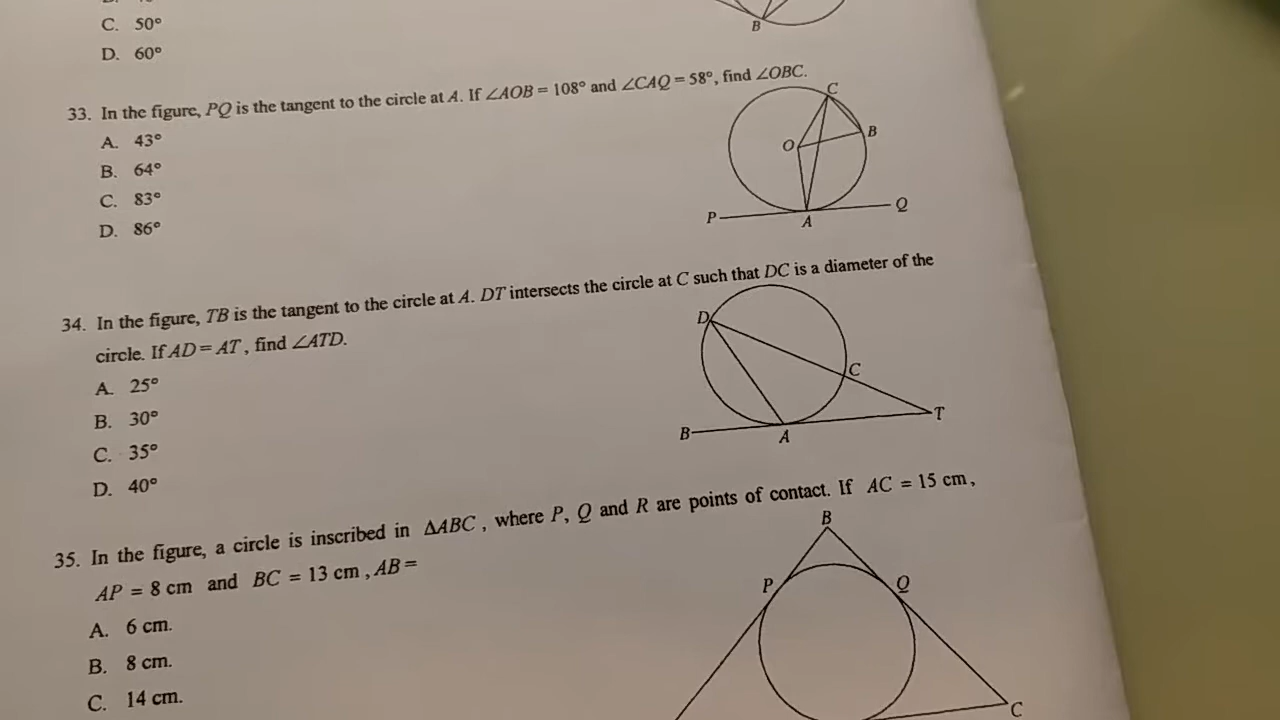 C. 50°
D. 60°
B
33. In the figure, PQ is the tangent to the circle at A. If ∠AOB = 108° and ∠CAQ = 58°, find ∠OBC.
A. 43°
B. 64°
C. 83°
D. 86°
C
O
B
P
A
Q
34. In the figure, TB is the tangent to the circle at A. DT intersects the circle at C such that DC is a diameter of the
circle. If AD = AT, find ∠ATD.
A. 25°
B. 30°
C. 35°
D. 40°
D
C
T
B
A
35. In the figure, a circle is inscribed in ΔABC, where P, Q and R are points of contact. If AC = 15 cm,
AP = 8 cm and BC = 13 cm, AB =
A. 6 cm.
B. 8 cm.
C. 14 cm.
B
P
Q
C